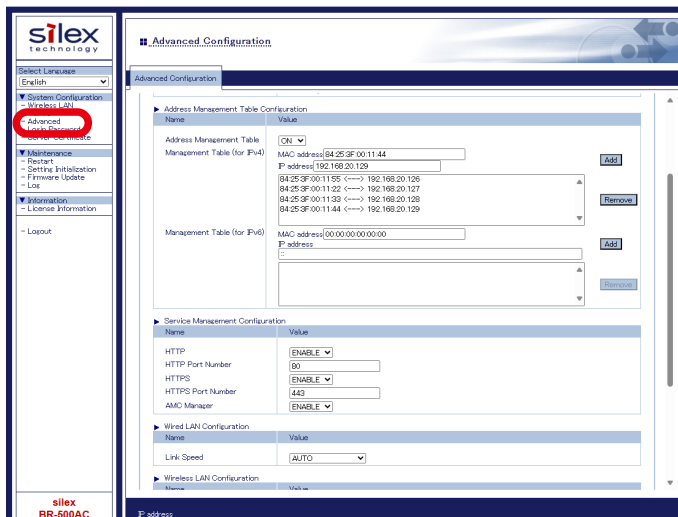 silex
technology
Select Language
English
▼ System Configuration
- Wireless LAN
- Advanced
- Login Password
- Server Certificate
▼ Maintenance
- Restart
- Setting Initialization
- Firmware Update
- Log
▼ Information
- License Information
- Logout
silex
BR-500AC
Advanced Configuration
Advanced Configuration
Address Management Table Configuration
Name Value
Address Management Table ON
Management Table (for IPv4) MAC address 84:25:3F:00:11:44
IP address 192.168.20.129
Add
84:25:3F:00:11:55 <---> 192.168.20.126
84:25:3F:00:11:22 <---> 192.168.20.127
84:25:3F:00:11:33 <---> 192.168.20.128
84:25:3F:00:11:44 <---> 192.168.20.129
Remove
Management Table (for IPv6) MAC address 00:00:00:00:00:00
IP address
Add
::
Remove
Service Management Configuration
Name Value
HTTP ENABLE
HTTP Port Number 80
HTTPS ENABLE
HTTPS Port Number 443
AMC Manager ENABLE
Wired LAN Configuration
Name Value
Link Speed AUTO
Wireless LAN Configuration
Name Value
IP address